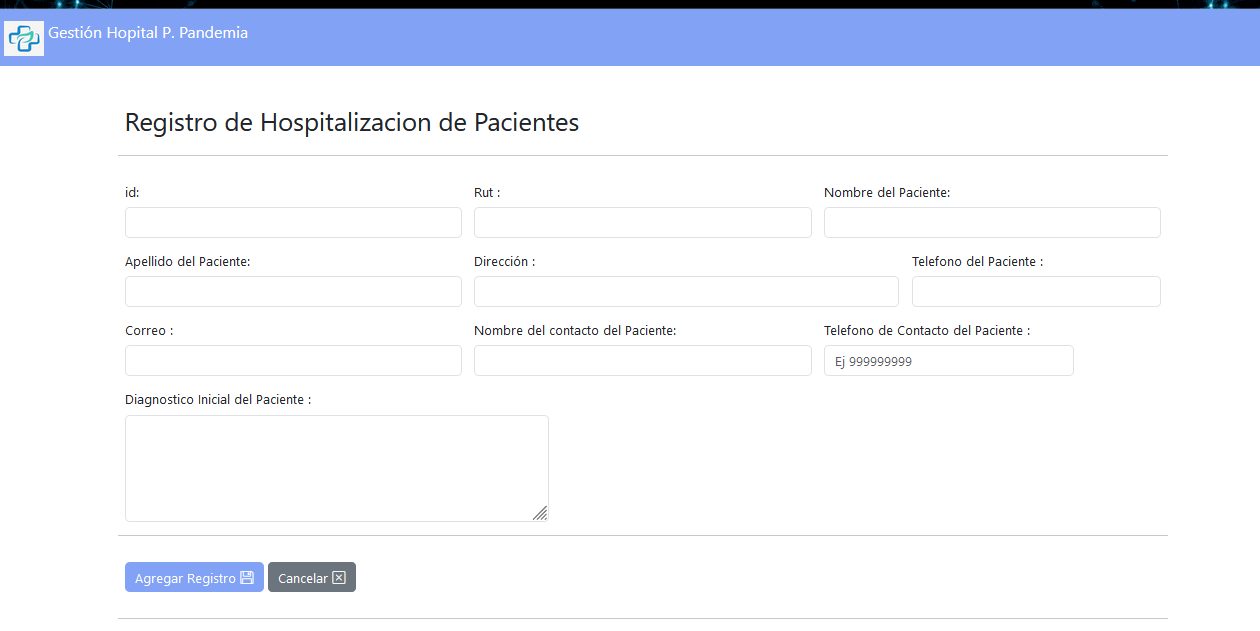 Gestión Hopital P. Pandemia
Registro de Hospitalizacion de Pacientes
id:
Rut :
Nombre del Paciente:
Apellido del Paciente:
Dirección :
Telefono del Paciente :
Correo :
Nombre del contacto del Paciente:
Telefono de Contacto del Paciente :
Ej 999999999
Diagnostico Inicial del Paciente :
Agregar Registro
Cancelar